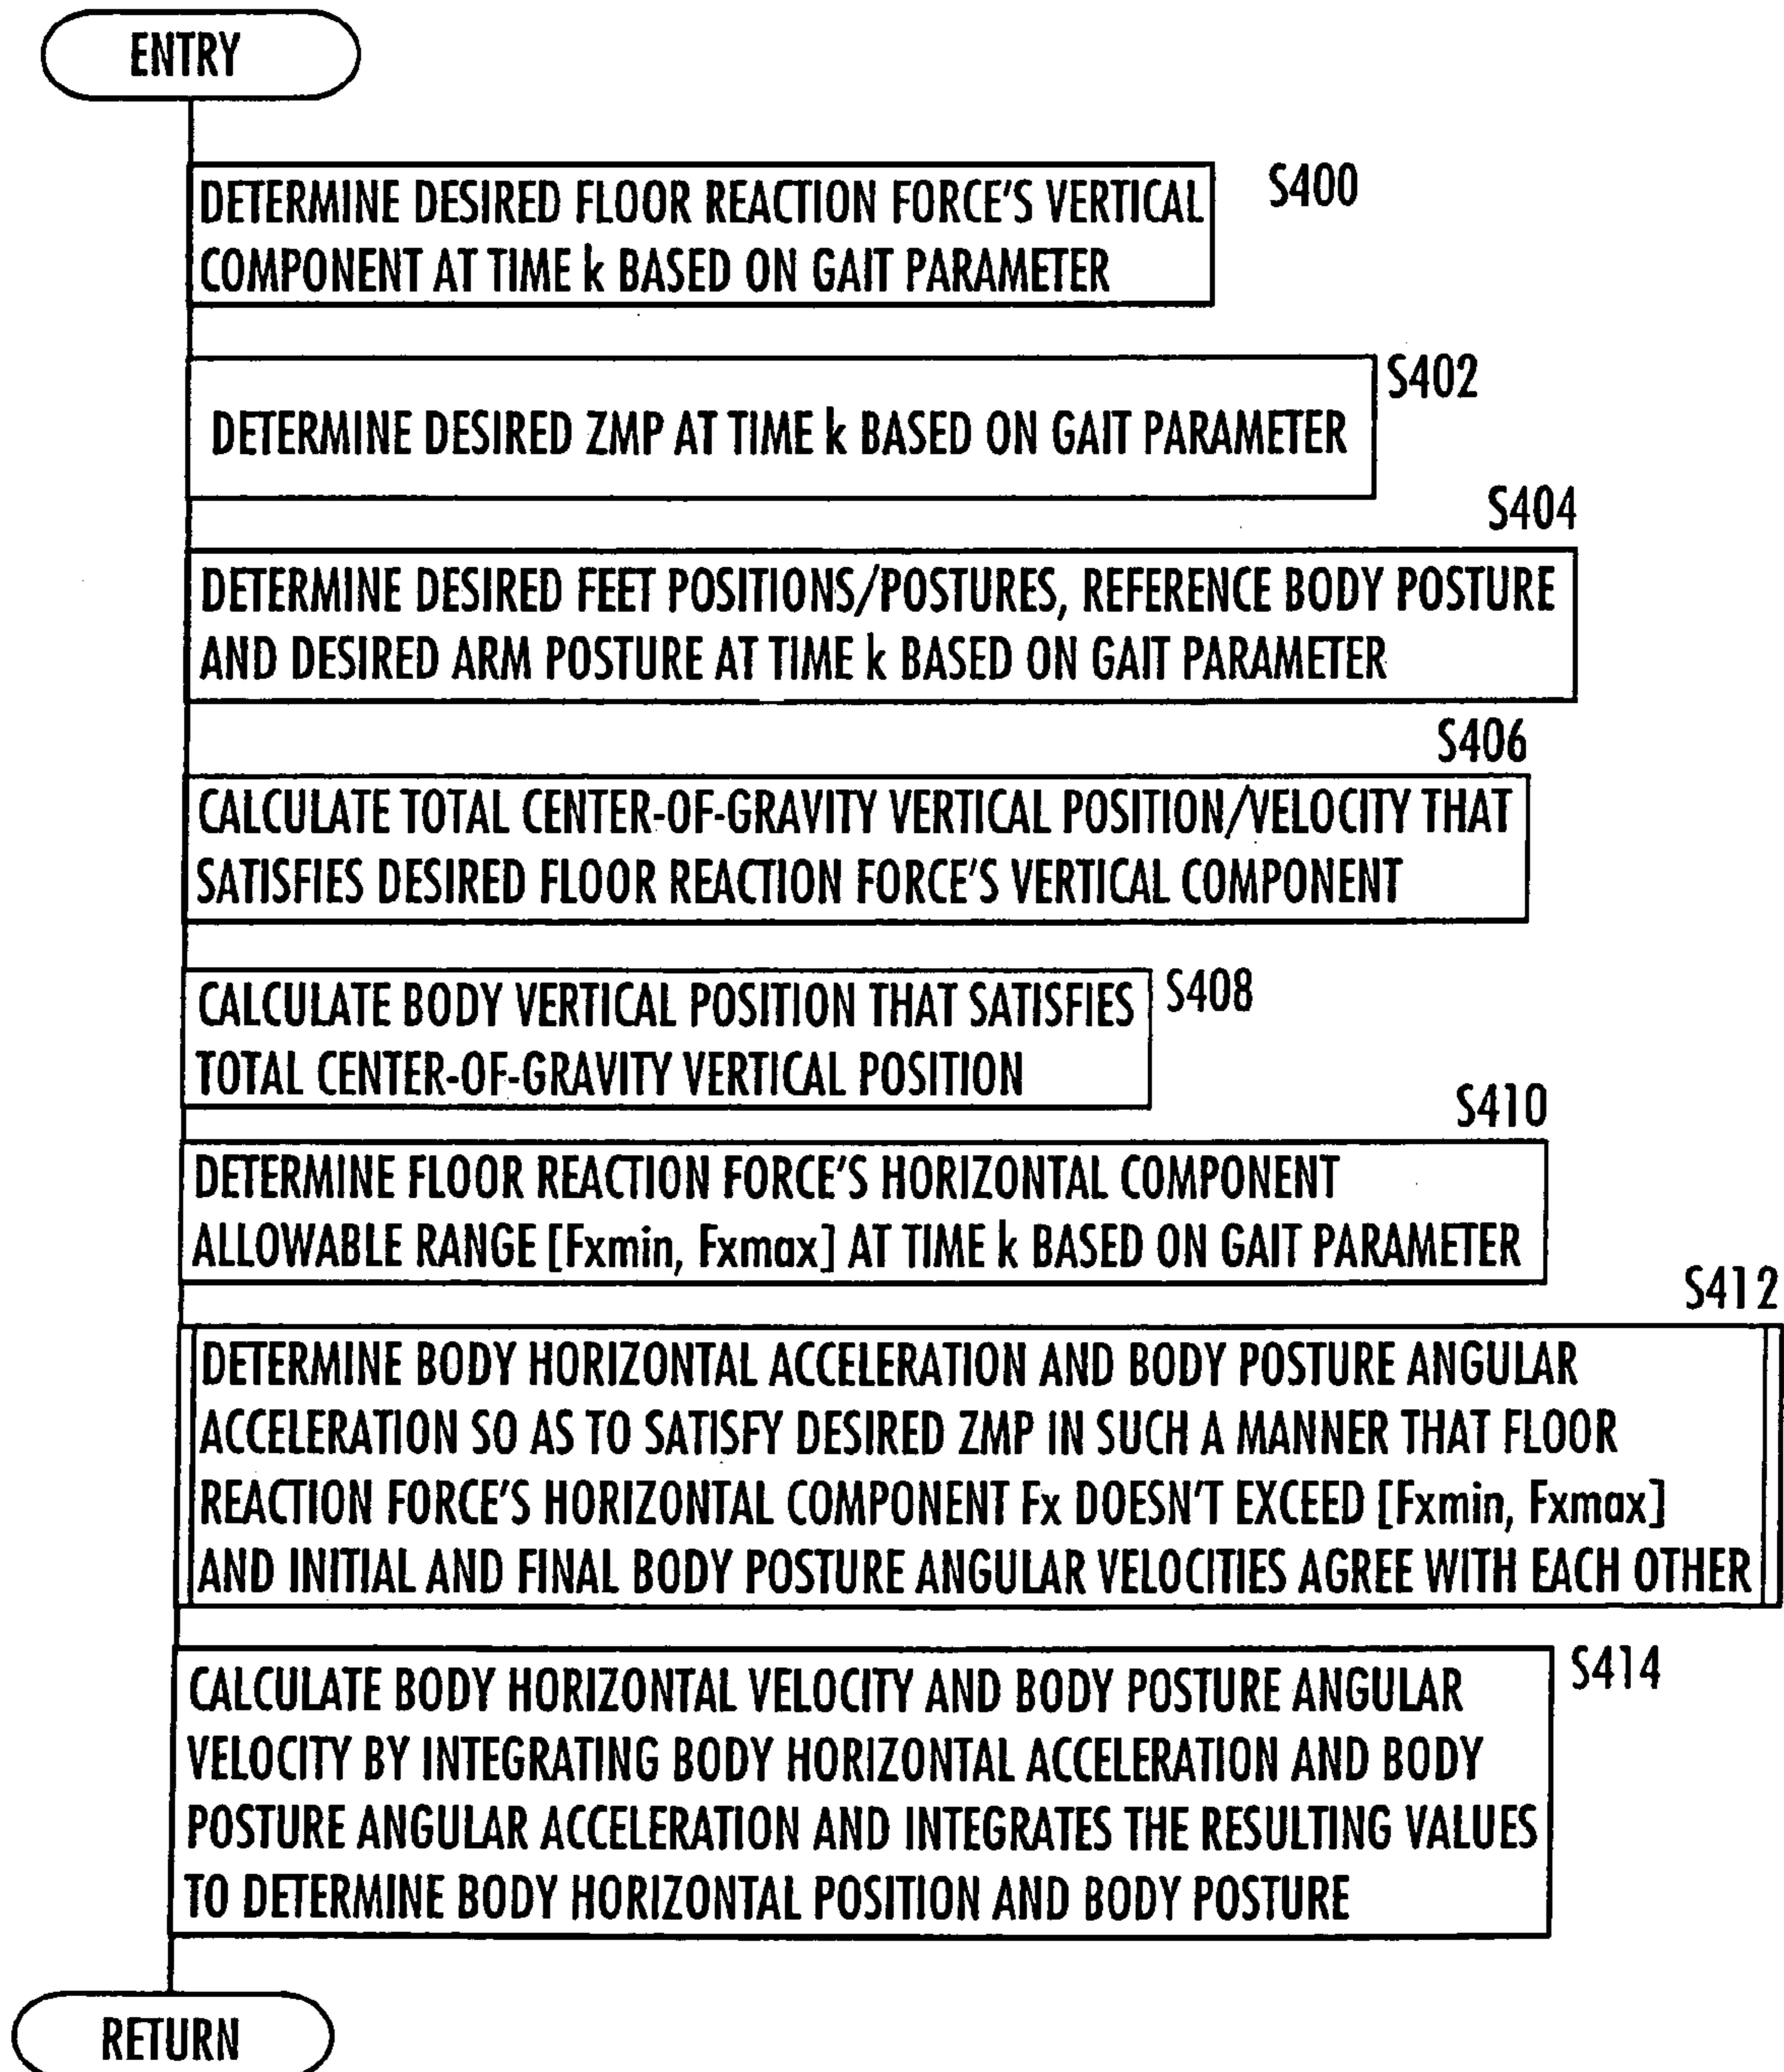 ENTRY
DETERMINE DESIRED FLOOR REACTION FORCE'S VERTICAL
COMPONENT AT TIME k BASED ON GAIT PARAMETER
S400
DETERMINE DESIRED ZMP AT TIME k BASED ON GAIT PARAMETER
S402
S404
DETERMINE DESIRED FEET POSITIONS/POSTURES, REFERENCE BODY POSTURE
AND DESIRED ARM POSTURE AT TIME k BASED ON GAIT PARAMETER
S406
CALCULATE TOTAL CENTER-OF-GRAVITY VERTICAL POSITION/VELOCITY THAT
SATISFIES DESIRED FLOOR REACTION FORCE'S VERTICAL COMPONENT
CALCULATE BODY VERTICAL POSITION THAT SATISFIES
TOTAL CENTER-OF-GRAVITY VERTICAL POSITION
S408
S410
DETERMINE FLOOR REACTION FORCE'S HORIZONTAL COMPONENT
ALLOWABLE RANGE [Fxmin, Fxmax] AT TIME k BASED ON GAIT PARAMETER
S412
DETERMINE BODY HORIZONTAL ACCELERATION AND BODY POSTURE ANGULAR
ACCELERATION SO AS TO SATISFY DESIRED ZMP IN SUCH A MANNER THAT FLOOR
REACTION FORCE'S HORIZONTAL COMPONENT Fx DOESN'T EXCEED [Fxmin, Fxmax]
AND INITIAL AND FINAL BODY POSTURE ANGULAR VELOCITIES AGREE WITH EACH OTHER
CALCULATE BODY HORIZONTAL VELOCITY AND BODY POSTURE ANGULAR
VELOCITY BY INTEGRATING BODY HORIZONTAL ACCELERATION AND BODY
POSTURE ANGULAR ACCELERATION AND INTEGRATES THE RESULTING VALUES
TO DETERMINE BODY HORIZONTAL POSITION AND BODY POSTURE
S414
RETURN